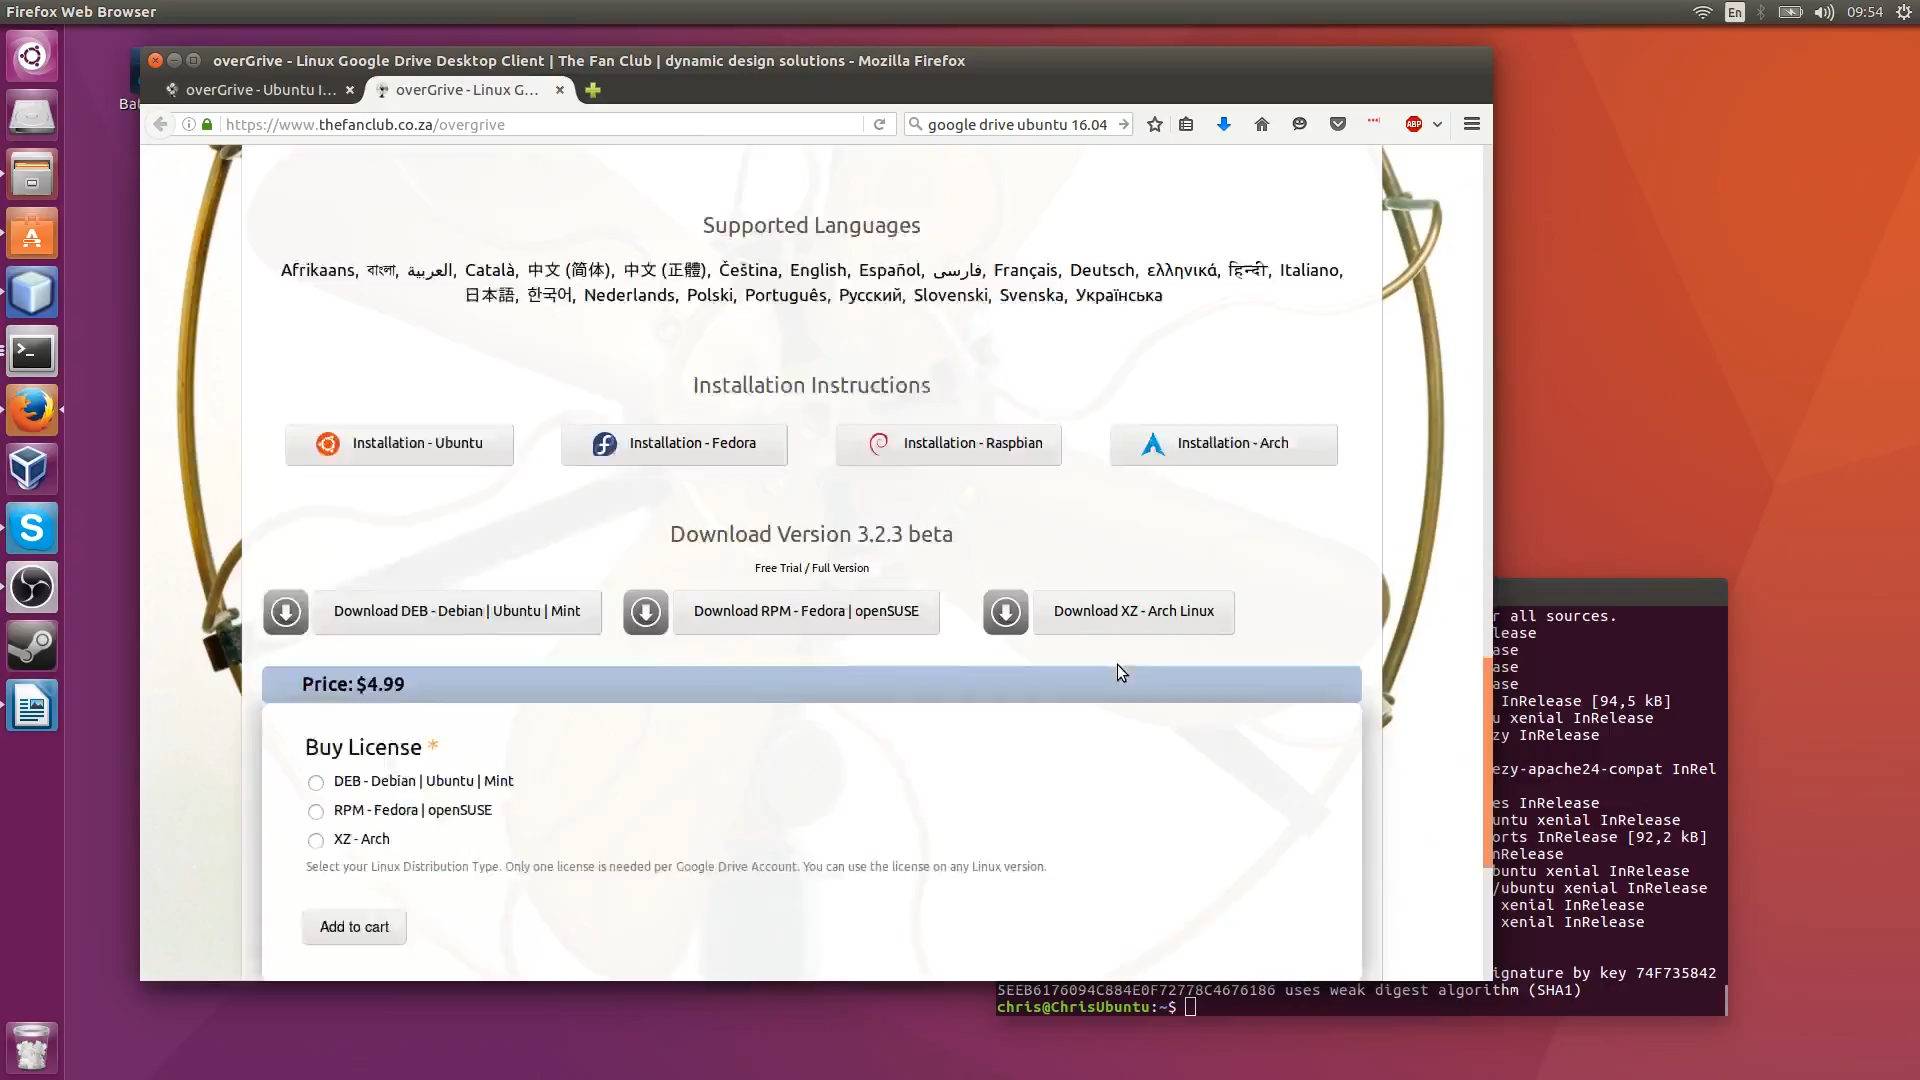 Firefox Web Browser
En
09:54
overGrive - Linux Google Drive Desktop Client | The Fan Club | dynamic design solutions - Mozilla Firefox
overGrive - Ubuntu I...
overGrive - Linux G...
https://www.thefanclub.co.za/overgrive
google drive ubuntu 16.04
ABP
Supported Languages
Afrikaans, বাংলা, العربية, Català, 中文 (简体), 中文 (正體), Čeština, English, Español, فارسی, Français, Deutsch, ελληνικά, हिन्दी, Italiano,
日本語, 한국어, Nederlands, Polski, Português, Русский, Slovenski, Svenska, Українська
Installation Instructions
Installation - Ubuntu
Installation - Fedora
Installation - Raspbian
Installation - Arch
Download Version 3.2.3 beta
Free Trial / Full Version
Download DEB - Debian | Ubuntu | Mint
Download RPM - Fedora | openSUSE
Download XZ - Arch Linux
Price: $4.99
Buy License *
DEB - Debian | Ubuntu | Mint
RPM - Fedora | openSUSE
XZ - Arch
Select your Linux Distribution Type. Only one license is needed per Google Drive Account. You can use the license on any Linux version.
Add to cart
Ba
r all sources.
lease
ase
ase
ase
InRelease [94,5 kB]
u xenial InRelease
zy InRelease
ezy-apache24-compat InRel
es InRelease
untu xenial InRelease
orts InRelease [92,2 kB]
nRelease
buntu xenial InRelease
/ubuntu xenial InRelease
xenial InRelease
xenial InRelease
ignature by key 74F735842
5EEB6176094C884E0F72778C4676186 uses weak digest algorithm (SHA1)
chris@ChrisUbuntu:~$